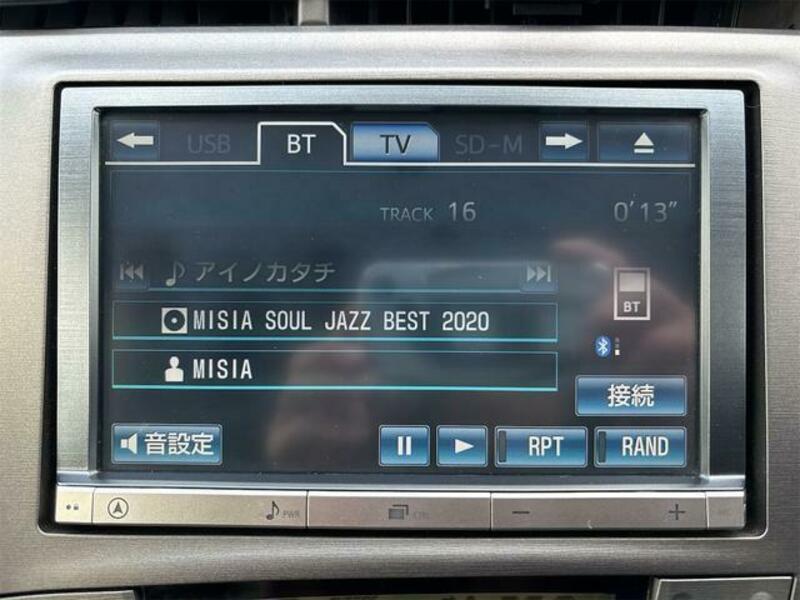 USB BT TV SD-M
TRACK 16 0'13"
アイノカタチ
MISIA SOUL JAZZ BEST 2020
BT
MISIA
接続
音設定 RPT RAND
PWR